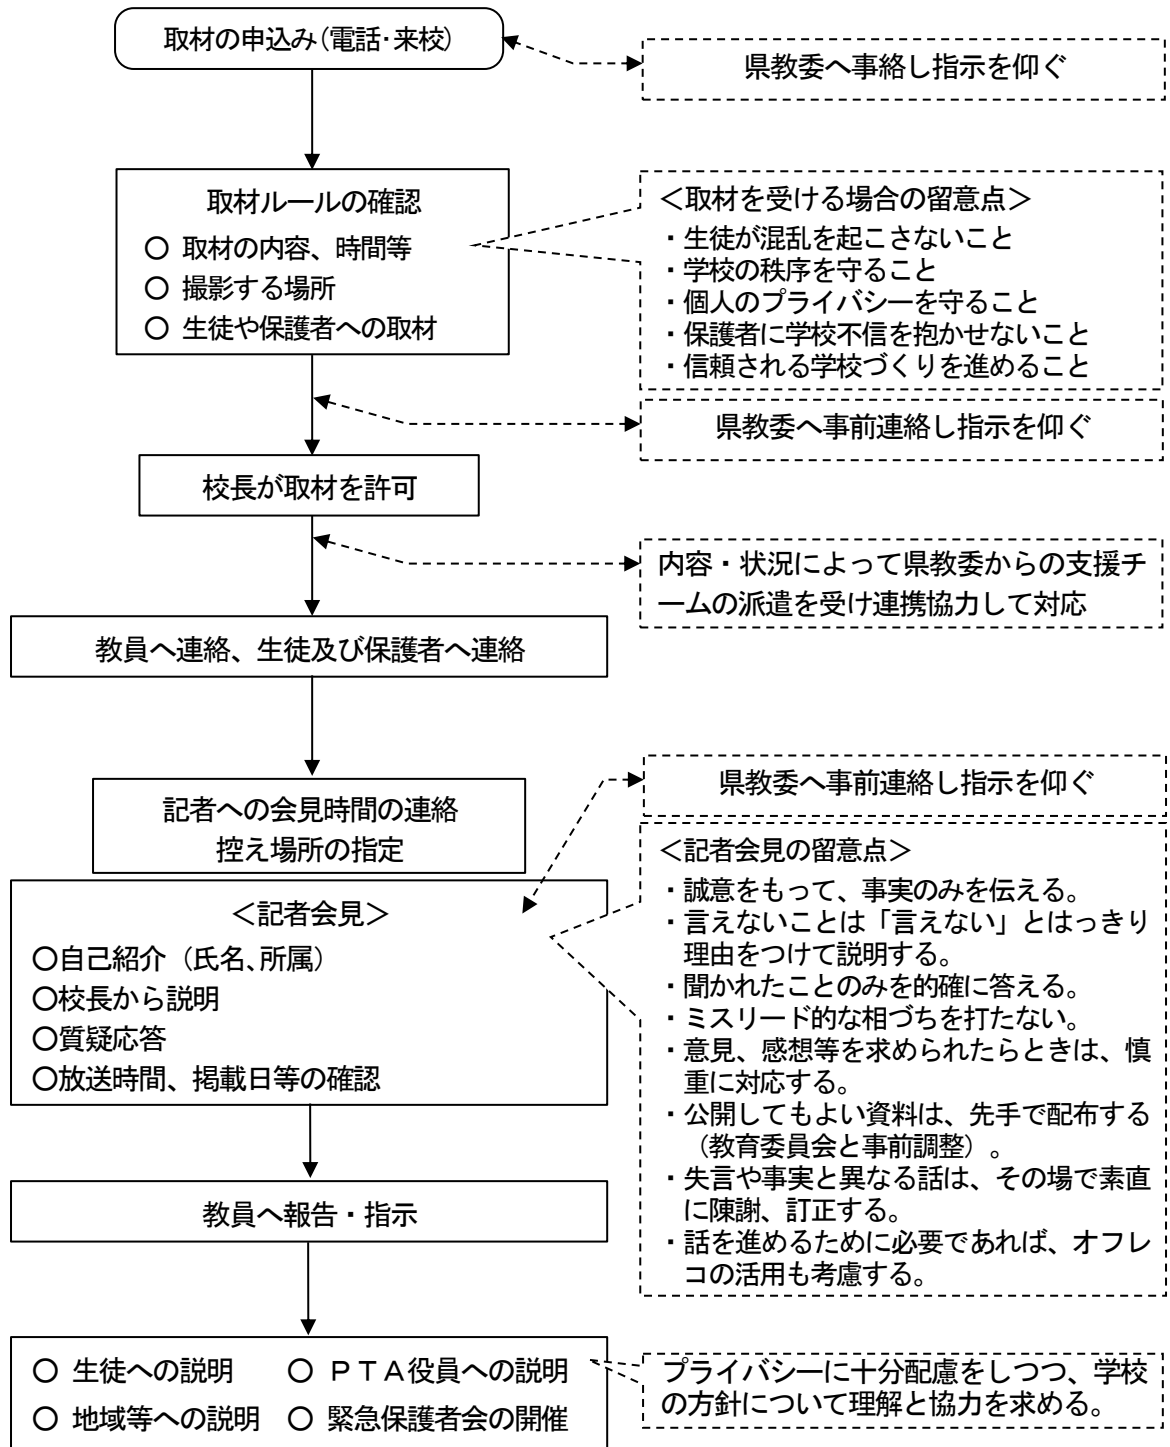 取材の申込み(電話･来校)
県教委へ事絡し指示を仰ぐ
取材ルールの確認
○ 取材の内容、時間等
○ 撮影する場所
○ 生徒や保護者への取材
＜取材を受ける場合の留意点＞
・生徒が混乱を起こさないこと
・学校の秩序を守ること
・個人のプライバシーを守ること
・保護者に学校不信を抱かせないこと
・信頼される学校づくりを進めること
県教委へ事前連絡し指示を仰ぐ
校長が取材を許可
内容・状況によって県教委からの支援チ
ームの派遣を受け連携協力して対応
教員へ連絡、生徒及び保護者へ連絡
県教委へ事前連絡し指示を仰ぐ
記者への会見時間の連絡
控え場所の指定
＜記者会見＞
○自己紹介（氏名､所属）
○校長から説明
○質疑応答
○放送時間、掲載日等の確認
＜記者会見の留意点＞
・誠意をもって、事実のみを伝える。
・言えないことは「言えない」とはっきり
理由をつけて説明する。
・聞かれたことのみを的確に答える。
・ミスリード的な相づちを打たない。
・意見、感想等を求められたらときは、慎
重に対応する。
・公開してもよい資料は、先手で配布する
（教育委員会と事前調整）。
・失言や事実と異なる話は、その場で素直
に陳謝、訂正する。
・話を進めるために必要であれば、オフレ
コの活用も考慮する。
教員へ報告・指示
○ 生徒への説明 ○ ＰＴＡ役員への説明
○ 地域等への説明 ○ 緊急保護者会の開催
プライバシーに十分配慮をしつつ、学校
の方針について理解と協力を求める。